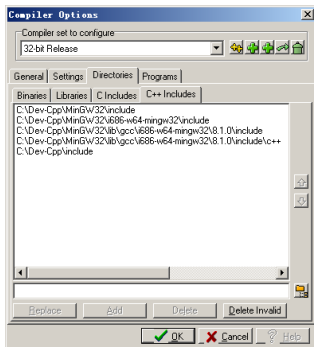 Compiler Options
Compiler set to configure
32-bit Release
General Settings Directories Programs
Binaries Libraries C Includes C++ Includes
C:\Dev-Cpp\MinGW32\include
C:\Dev-Cpp\MinGW32\i686-w64-mingw32\include
C:\Dev-Cpp\MinGW32\lib\gcc\i686-w64-mingw32\8.1.0\include
C:\Dev-Cpp\MinGW32\lib\gcc\i686-w64-mingw32\8.1.0\include\c++
C:\Dev-Cpp\include
Replace Add Delete Delete Invalid
OK Cancel Help